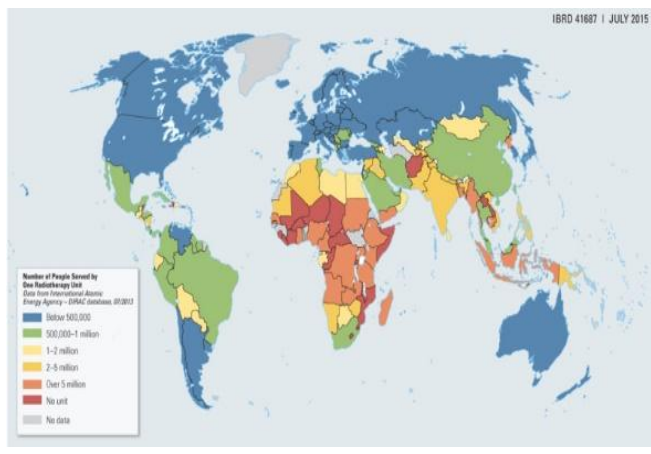 IBRD 41687 | JULY 2015
Number of People Served by
One Radiotherapy Unit
Data from International Atomic
Energy Agency – DIRAC database, 07/2013
Below 500,000
500,000–1 million
1–2 million
2–5 million
Over 5 million
No unit
No data